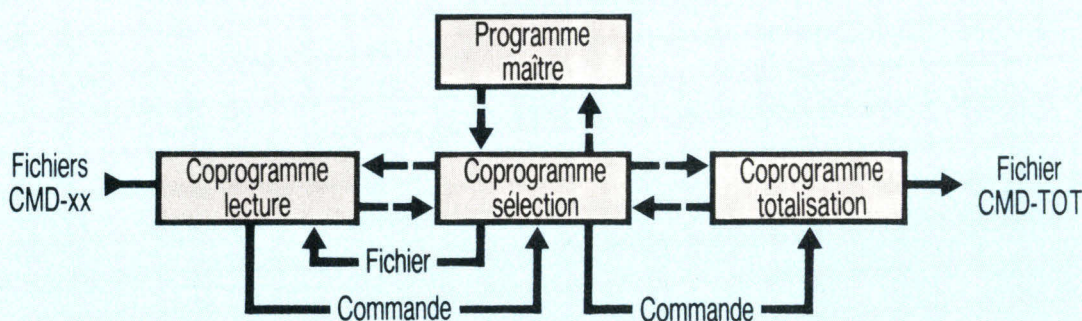 Programme
maître
Fichiers
CMD-xx
Coprogramme
lecture
Coprogramme
sélection
Coprogramme
totalisation
Fichier
CMD-TOT
Fichier
Commande
Commande